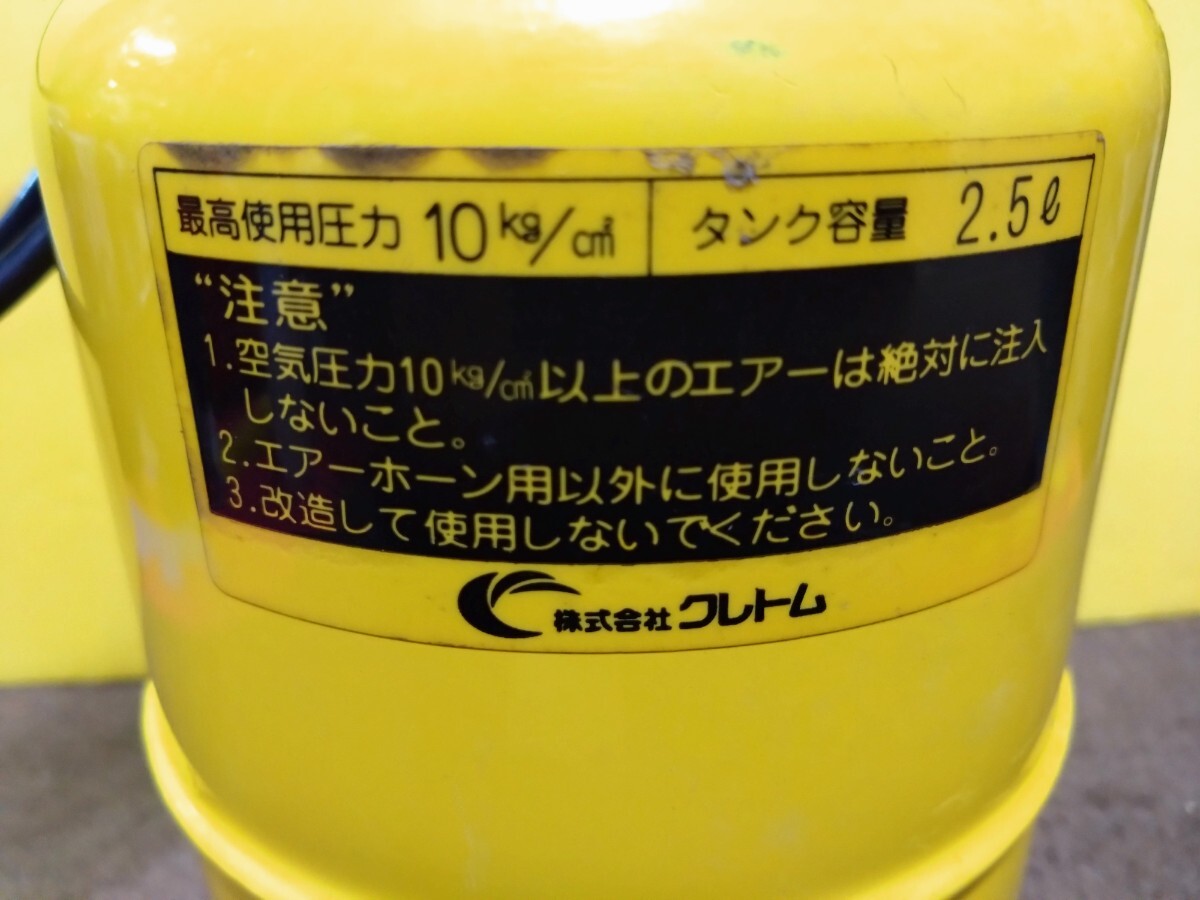 最高使用圧力 10kg/c㎡ タンク容量 2.5ℓ
“注意”
1.空気圧力10kg/c㎡以上のエアーは絶対に注入
しないこと。
2.エアーホーン用以外に使用しないこと。
3.改造して使用しないでください。
株式会社クレトム